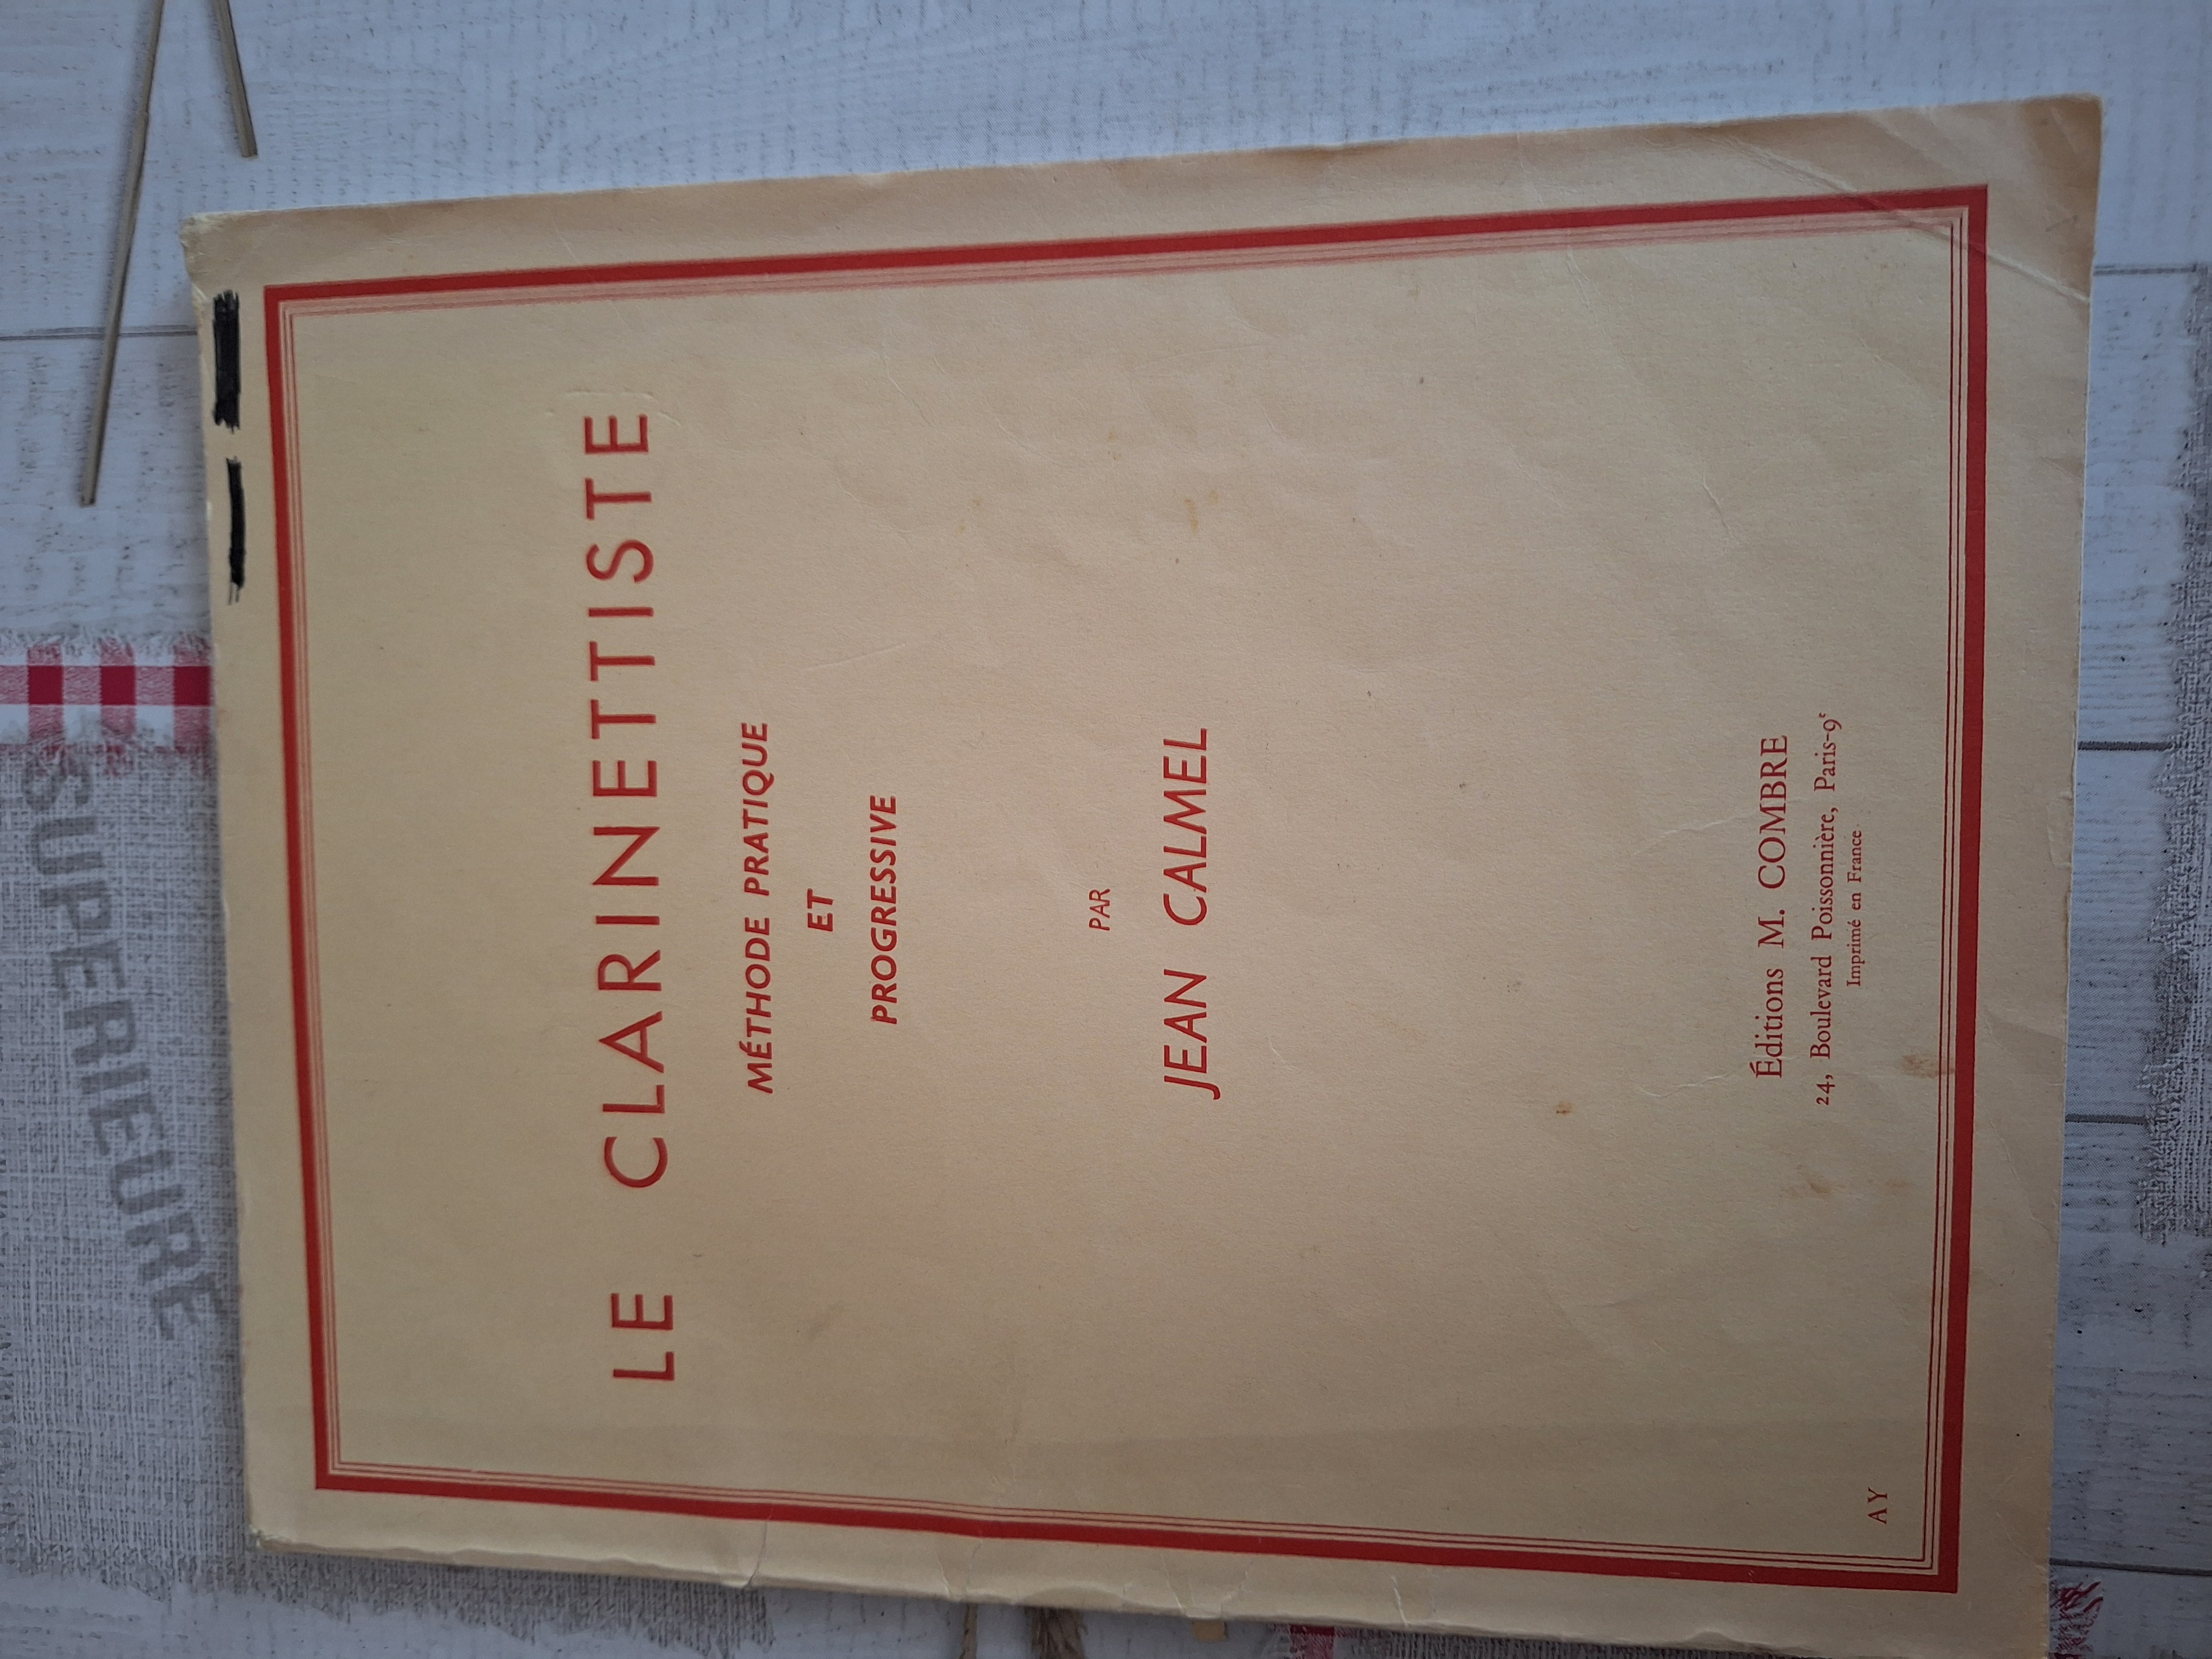 LE CLARINETTISTE
MÉTHODE PRATIQUE
ET
PROGRESSIVE
PAR
JEAN CALMEL
Éditions M. COMBRE
24, Boulevard Poissonnière, Paris-9ᵉ
Imprimé en France
AY
SUPERIEURE